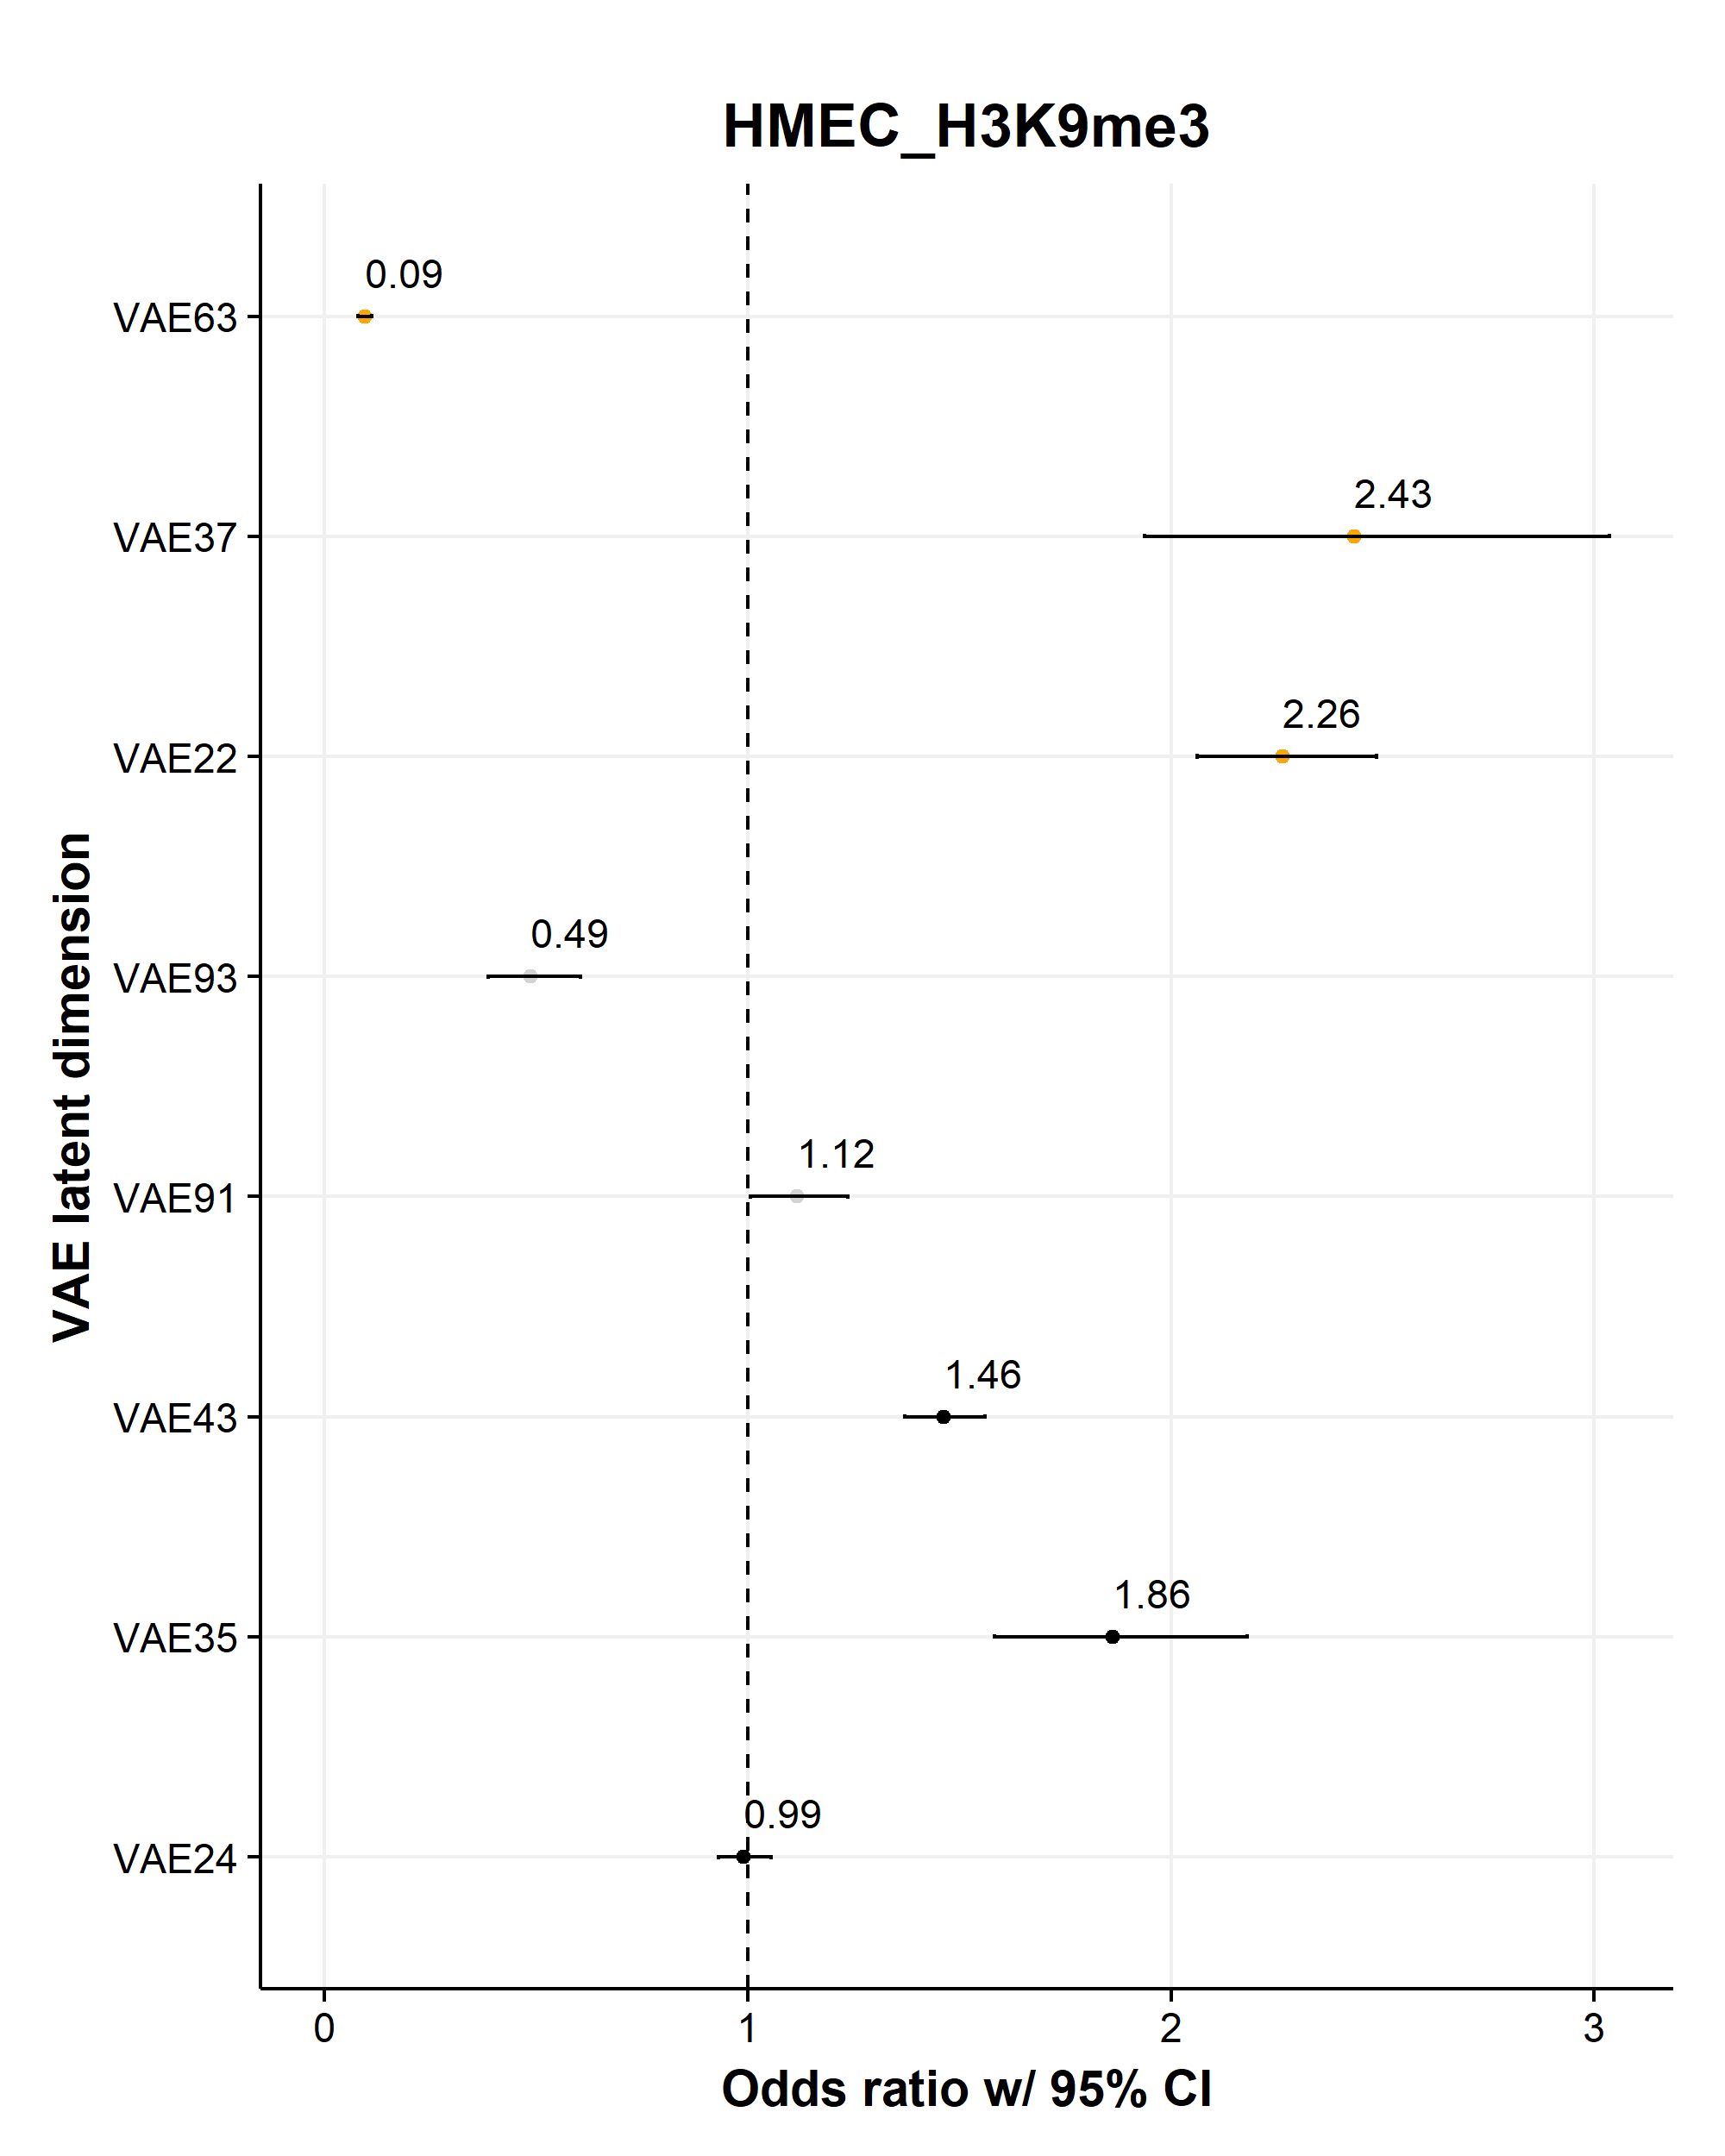 HMEC_H3K9me3
VAE latent dimension
VAE63
0.09
VAE37
2.43
VAE22
2.26
VAE93
0.49
VAE91
1.12
VAE43
1.46
VAE35
1.86
VAE24
0.99
0 1 2 3
Odds ratio w/ 95% CI